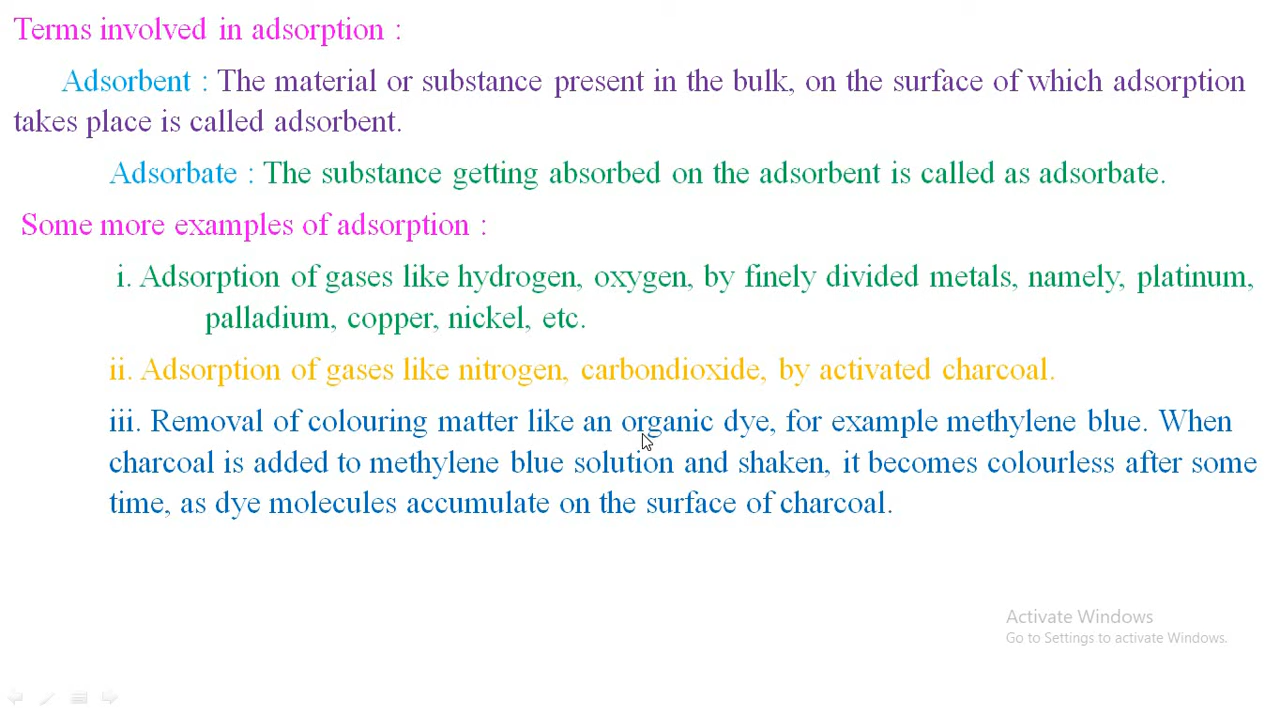 Terms involved in adsorption :
Adsorbent : The material or substance present in the bulk, on the surface of which adsorption
takes place is called adsorbent.
Adsorbate : The substance getting absorbed on the adsorbent is called as adsorbate.
Some more examples of adsorption :
i. Adsorption of gases like hydrogen, oxygen, by finely divided metals, namely, platinum,
palladium, copper, nickel, etc.
ii. Adsorption of gases like nitrogen, carbondioxide, by activated charcoal.
iii. Removal of colouring matter like an organic dye, for example methylene blue. When
charcoal is added to methylene blue solution and shaken, it becomes colourless after some
time, as dye molecules accumulate on the surface of charcoal.
Activate Windows
Go to Settings to activate Windows.